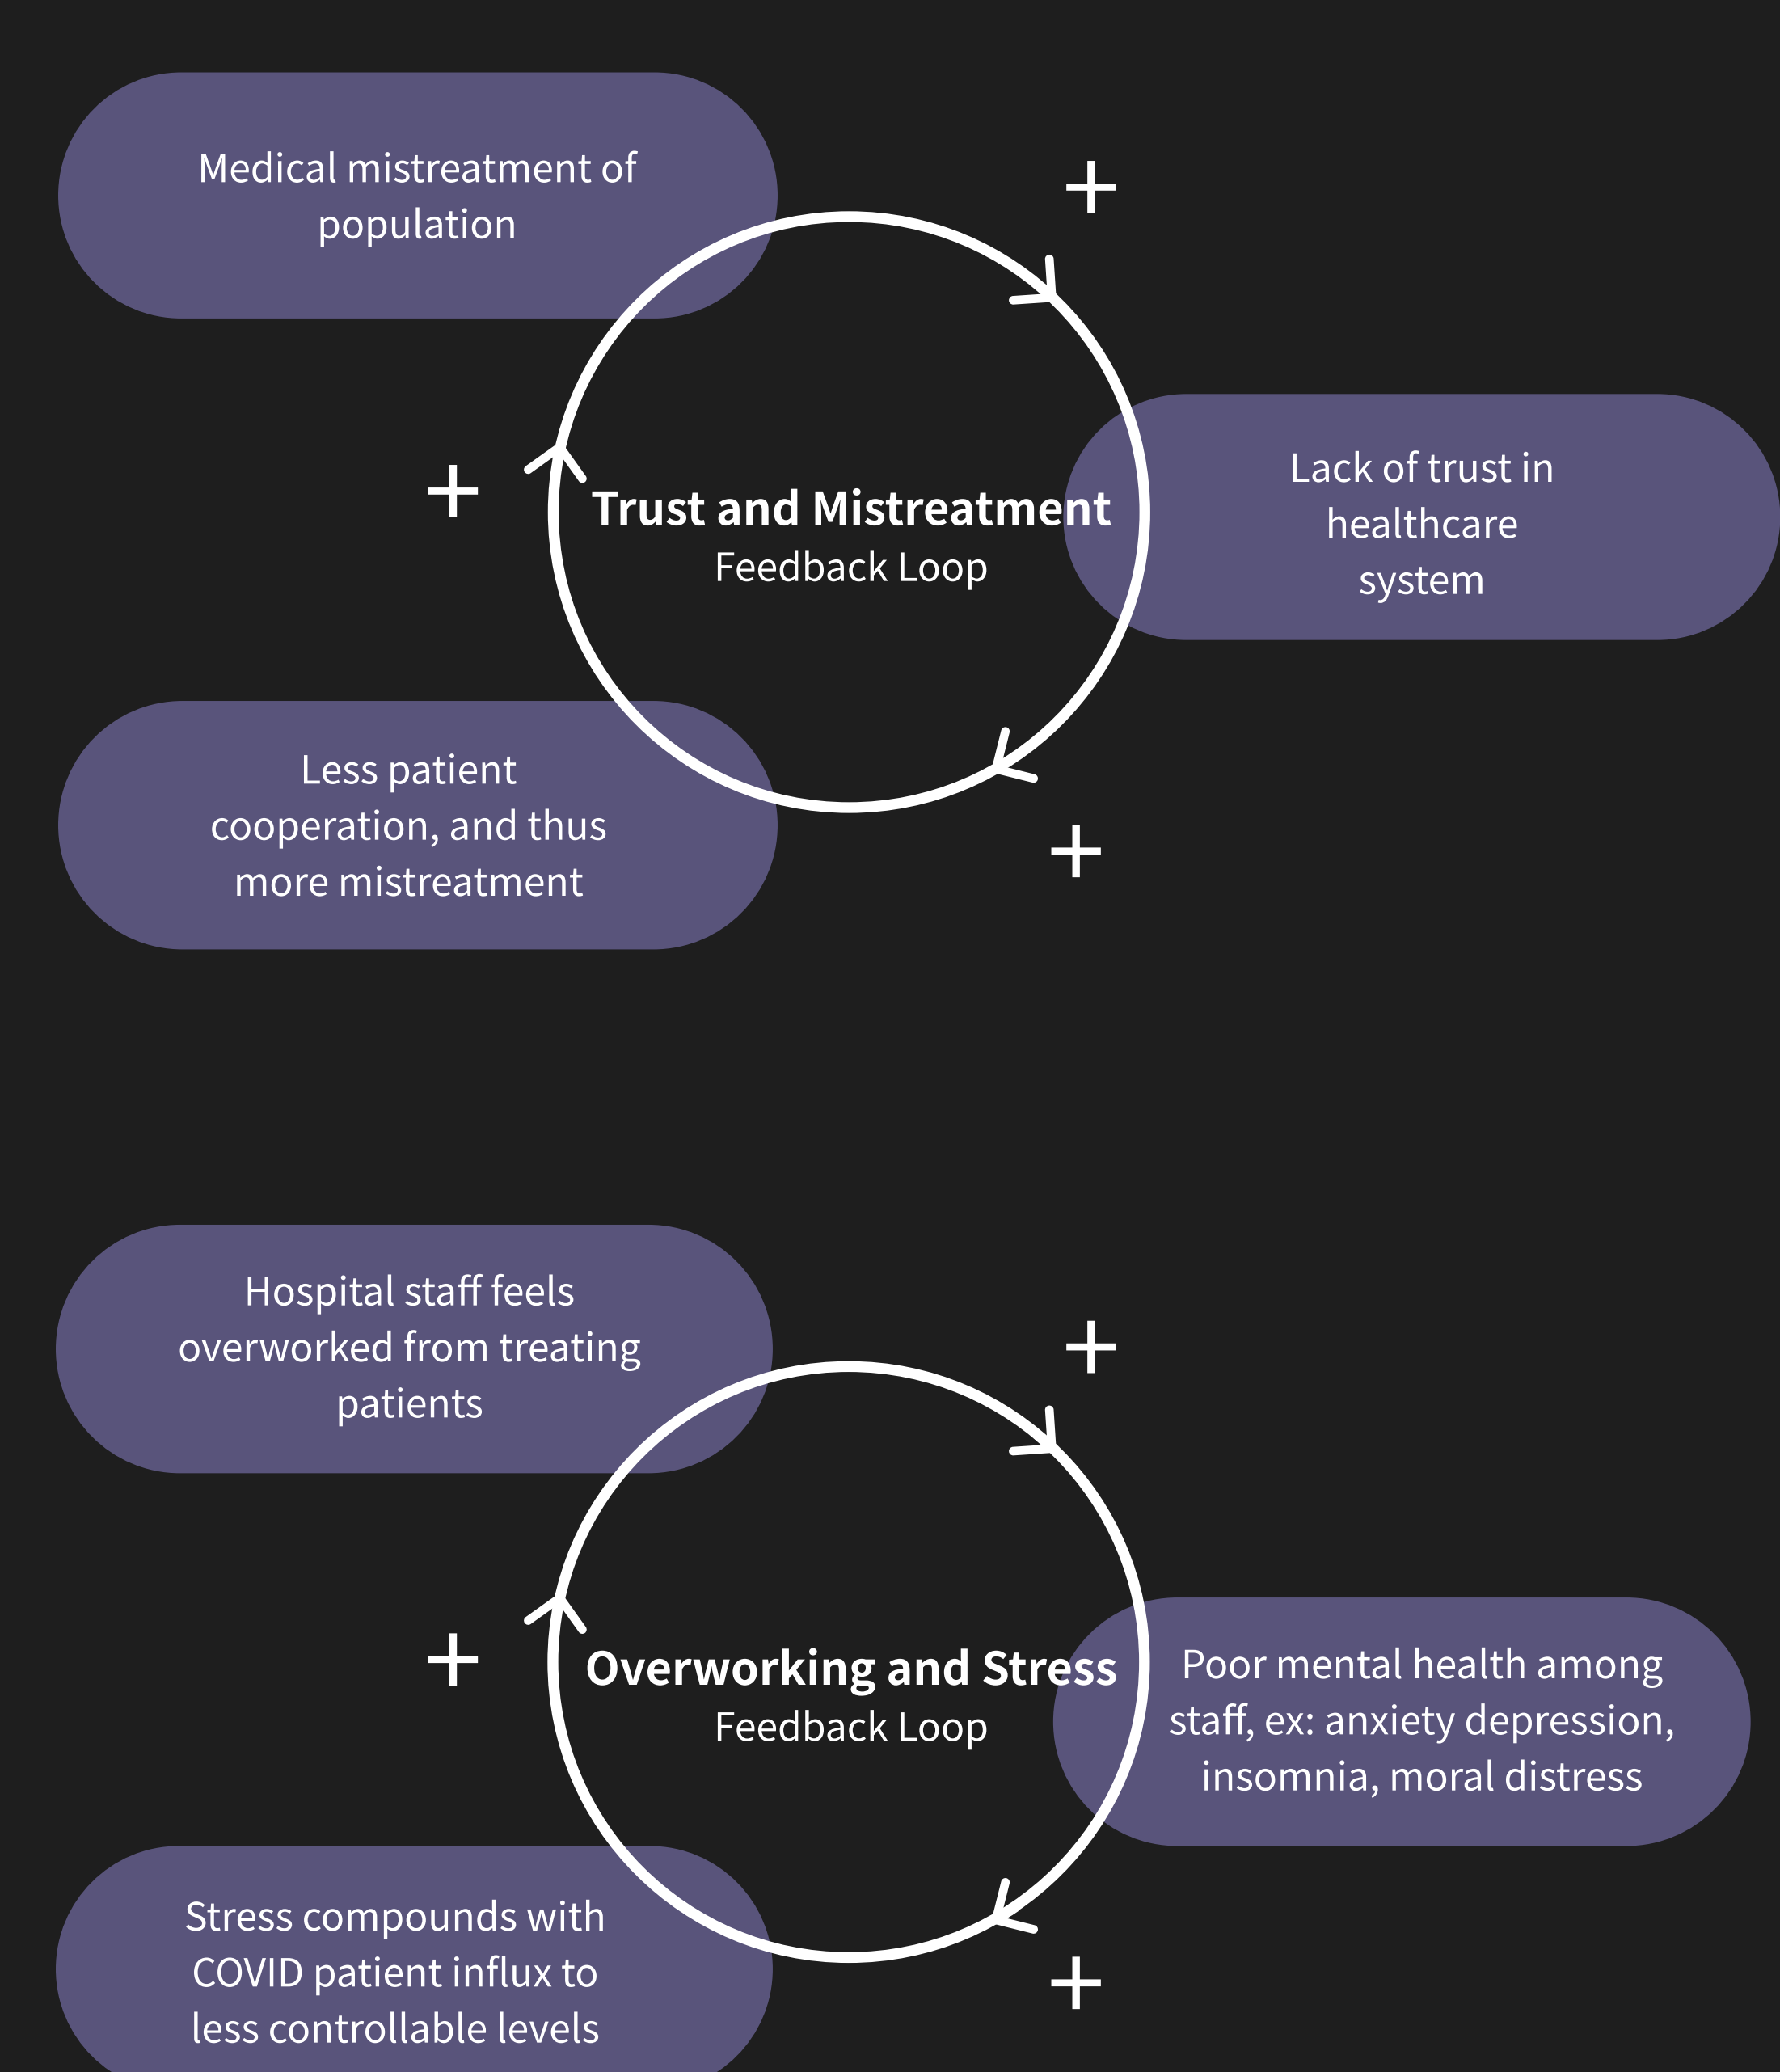 Medical mistreatment of
population
+
Lack of trust in
healthcare
system
+
Trust and Mistreatment
Feedback Loop
Less patient
cooperation, and thus
more mistreatment
+
Hospital staff feels
overworked from treating
patients
+
Poor mental health among
staff, ex: anxiety depression,
insomnia, moral distress
+
Overworking and Stress
Feedback Loop
Stress compounds with
COVID patient influx to
less controllable levels
+